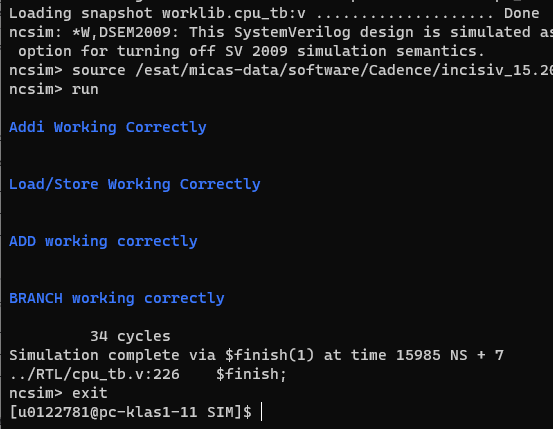 Loading snapshot worklib.cpu_tb:v .................... Done
ncsim: *W,DSEM2009: This SystemVerilog design is simulated as
option for turning off SV 2009 simulation semantics.
ncsim> source /esat/micas-data/software/Cadence/incisiv_15.20
ncsim> run
Addi Working Correctly
Load/Store Working Correctly
ADD working correctly
BRANCH working correctly
34 cycles
Simulation complete via $finish(1) at time 15985 NS + 7
../RTL/cpu_tb.v:226    $finish;
ncsim> exit
[u0122781@pc-klas1-11 SIM]$